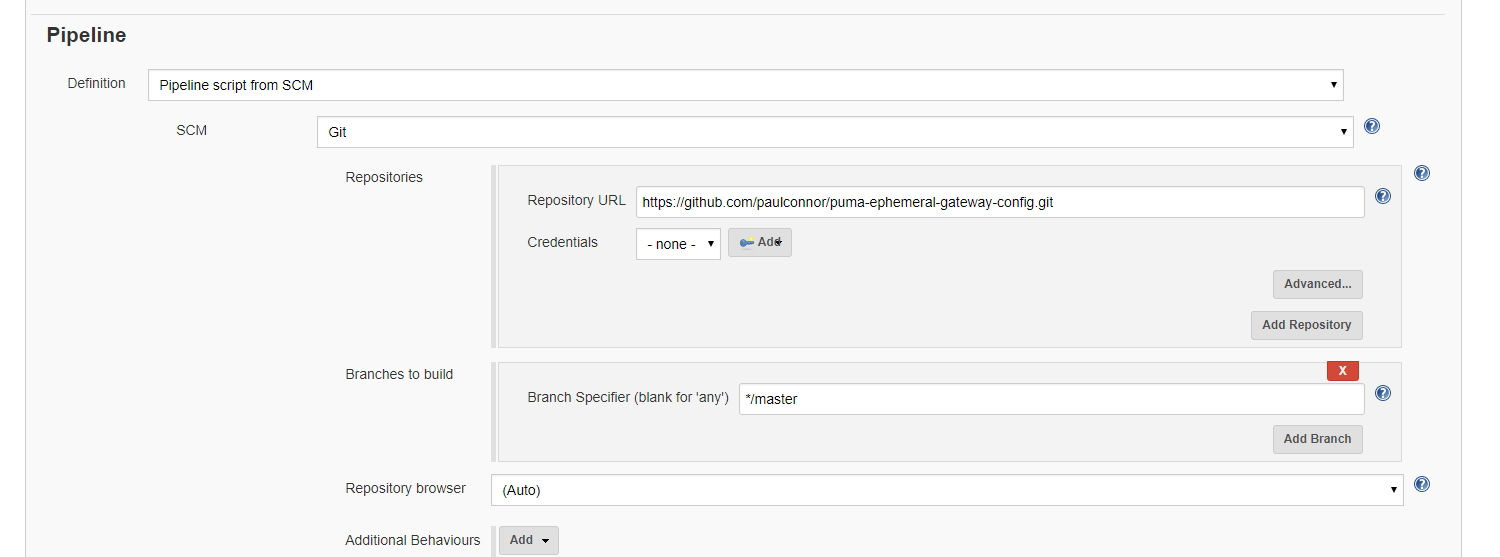 Pipeline
Definition Pipeline script from SCM
SCM Git
Repositories
Repository URL https://github.com/paulconnor/puma-ephemeral-gateway-config.git
Credentials - none - Add
Advanced...
Add Repository
Branches to build X
Branch Specifier (blank for 'any') */master
Add Branch
Repository browser (Auto)
Additional Behaviours Add